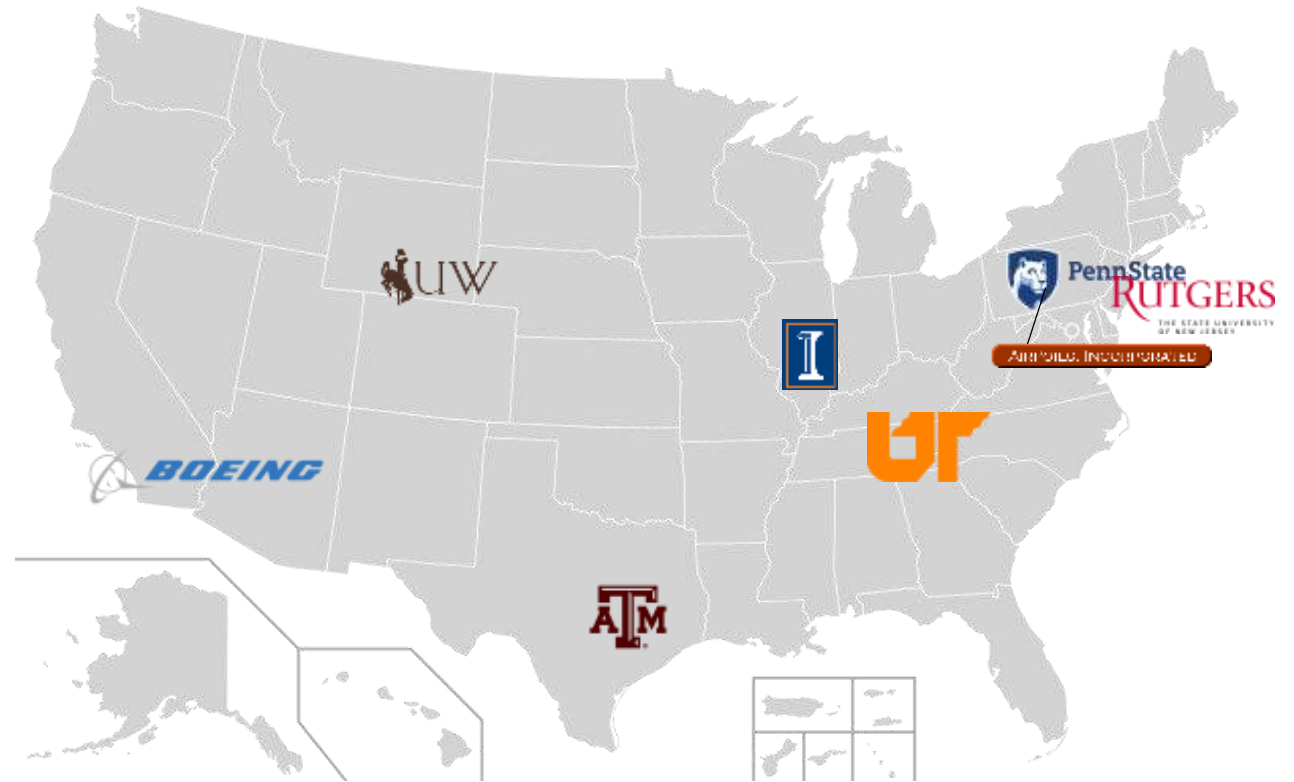 UW
PennState
RUTGERS
THE STATE UNIVERSITY
OF NEW JERSEY
I
AIRFOILS, INCORPORATED
UT
BOEING
ATM